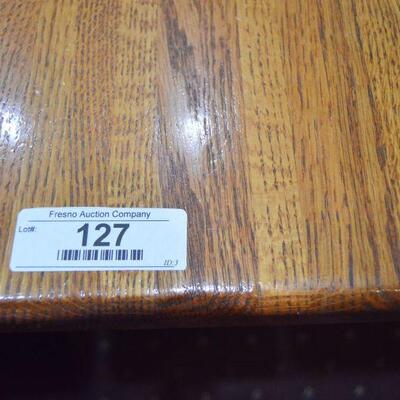 Fresno Auction Company
Lot#: 127
ID:3